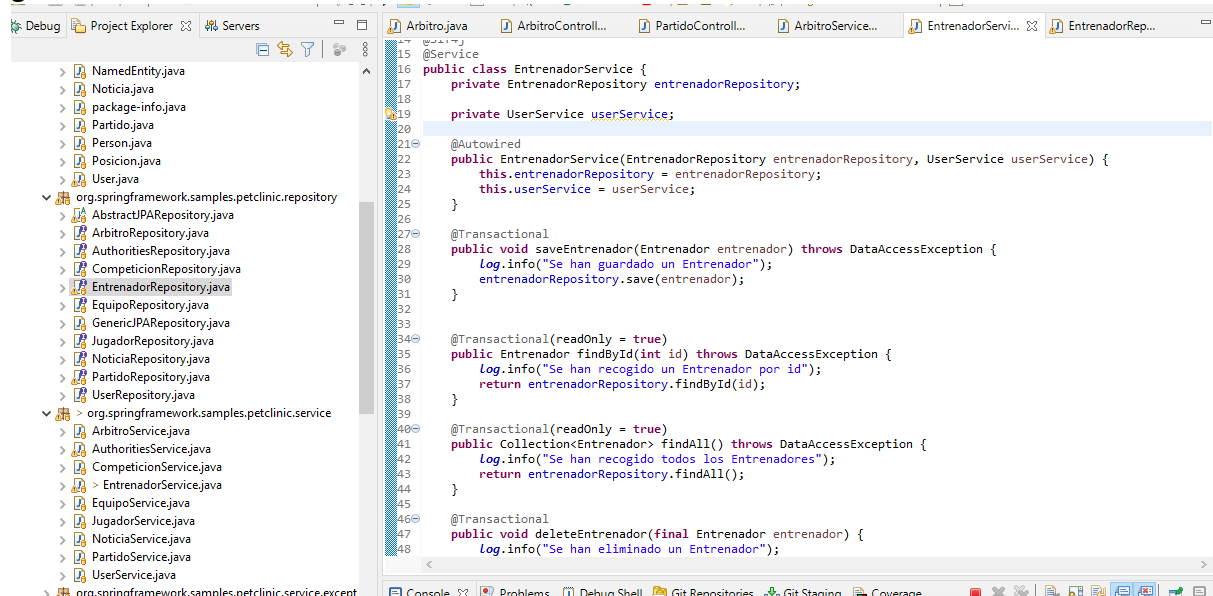 Debug Project Explorer Servers
NamedEntity.java
Noticia.java
package-info.java
Partido.java
Person.java
Posicion.java
User.java
org.springframework.samples.petclinic.repository
AbstractJPARepository.java
ArbitroRepository.java
AuthoritiesRepository.java
CompeticionRepository.java
EntrenadorRepository.java
EquipoRepository.java
GenericJPARepository.java
JugadorRepository.java
NoticiaRepository.java
PartidoRepository.java
UserRepository.java
> org.springframework.samples.petclinic.service
ArbitroService.java
AuthoritiesService.java
CompeticionService.java
> EntrenadorService.java
EquipoService.java
JugadorService.java
NoticiaService.java
PartidoService.java
UserService.java
org.springframework.samples.petclinic.service.except
Arbitro.java ArbitroControll... PartidoControll... ArbitroService... EntrenadorServi... EntrenadorRep...
14 @Slf4j
15 @Service
16 public class EntrenadorService {
17 private EntrenadorRepository entrenadorRepository;
18
19 private UserService userService;
20
21 @Autowired
22 public EntrenadorService(EntrenadorRepository entrenadorRepository, UserService userService) {
23 this.entrenadorRepository = entrenadorRepository;
24 this.userService = userService;
25 }
26
27 @Transactional
28 public void saveEntrenador(Entrenador entrenador) throws DataAccessException {
29 log.info("Se han guardado un Entrenador");
30 entrenadorRepository.save(entrenador);
31 }
32
33
34 @Transactional(readOnly = true)
35 public Entrenador findById(int id) throws DataAccessException {
36 log.info("Se han recogido un Entrenador por id");
37 return entrenadorRepository.findById(id);
38 }
39
40 @Transactional(readOnly = true)
41 public Collection<Entrenador> findAll() throws DataAccessException {
42 log.info("Se han recogido todos los Entrenadores");
43 return entrenadorRepository.findAll();
44 }
45
46 @Transactional
47 public void deleteEntrenador(final Entrenador entrenador) {
48 log.info("Se han eliminado un Entrenador");
Console Problems Debug Shell Git Repositories Git Staging Coverage